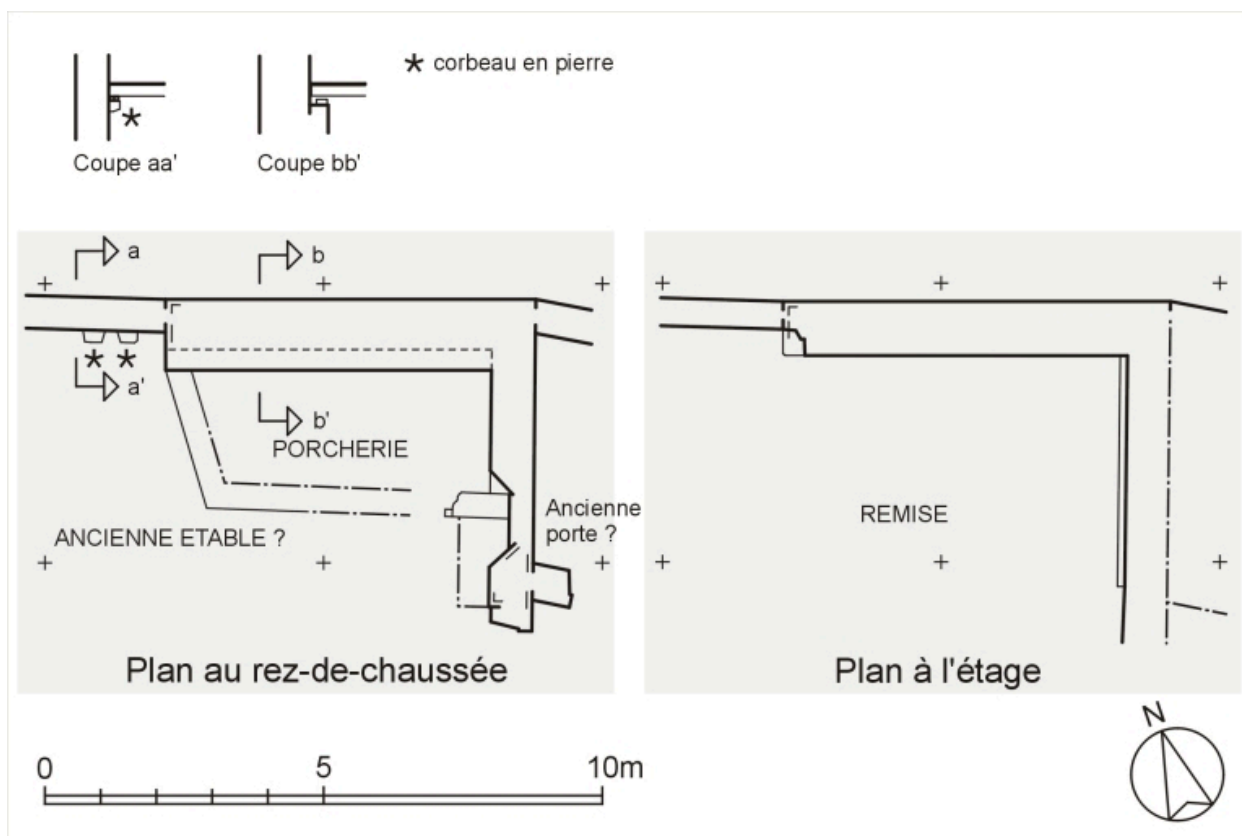 * corbeau en pierre
*
Coupe aa'
Coupe bb'
a
b
* *
a'
b'
PORCHERIE
Ancienne
porte ?
ANCIENNE ETABLE ?
REMISE
Plan au rez-de-chaussée
Plan à l'étage
N
0 5 10m